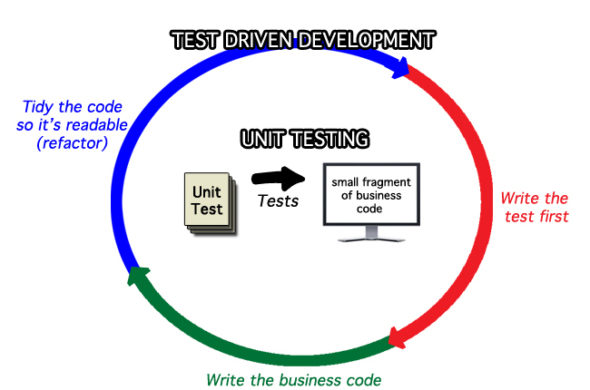 TEST DRIVEN DEVELOPMENT
Tidy the code
so it's readable
(refactor)
UNIT TESTING
Unit
Test
Tests
small fragment
of business
code
Write the
test first
Write the business code